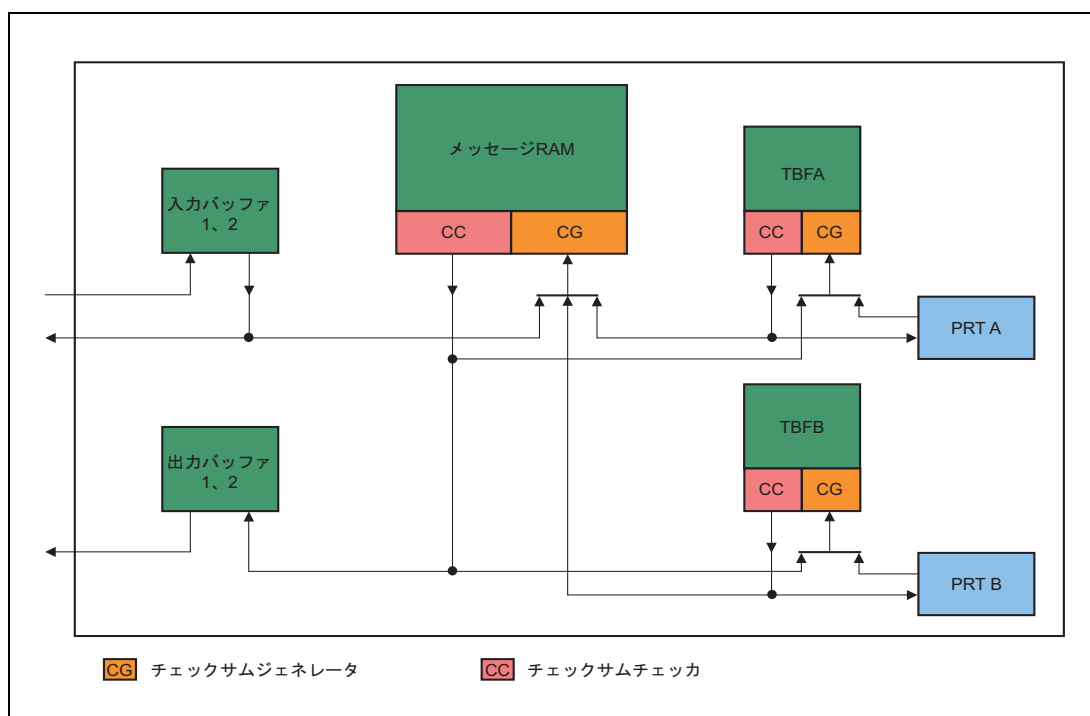 メッセージRAM
CC
CG
TBFA
CC
CG
入力バッファ
1、2
PRT A
TBFB
CC
CG
出力バッファ
1、2
PRT B
CG チェックサムジェネレータ
CC チェックサムチェッカ